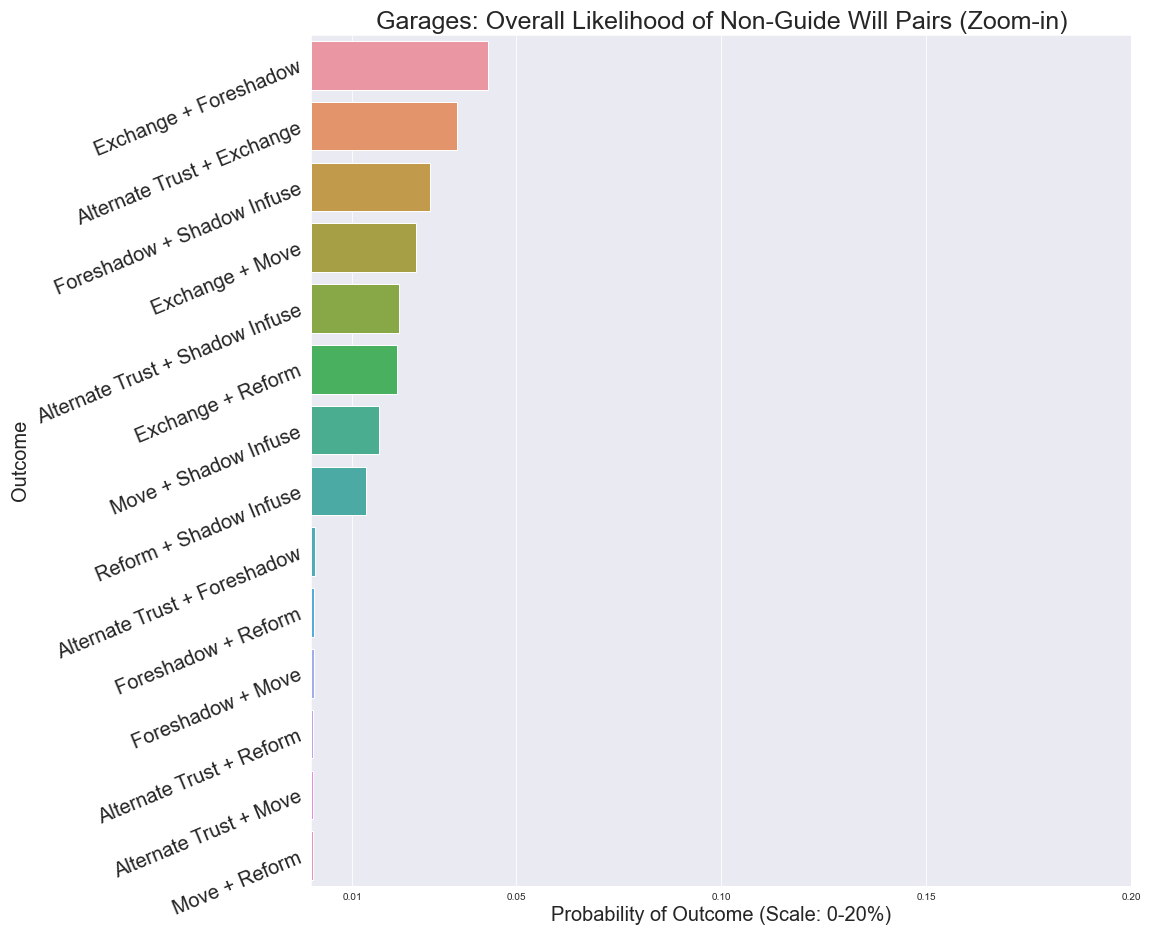 Garages: Overall Likelihood of Non-Guide Will Pairs (Zoom-in)
Exchange + Foreshadow
Alternate Trust + Exchange
Foreshadow + Shadow Infuse
Exchange + Move
Alternate Trust + Shadow Infuse
Exchange + Reform
Move + Shadow Infuse
Reform + Shadow Infuse
Alternate Trust + Foreshadow
Foreshadow + Reform
Foreshadow + Move
Alternate Trust + Reform
Alternate Trust + Move
Move + Reform
Outcome
0.01 0.05 0.10 0.15 0.20
Probability of Outcome (Scale: 0-20%)